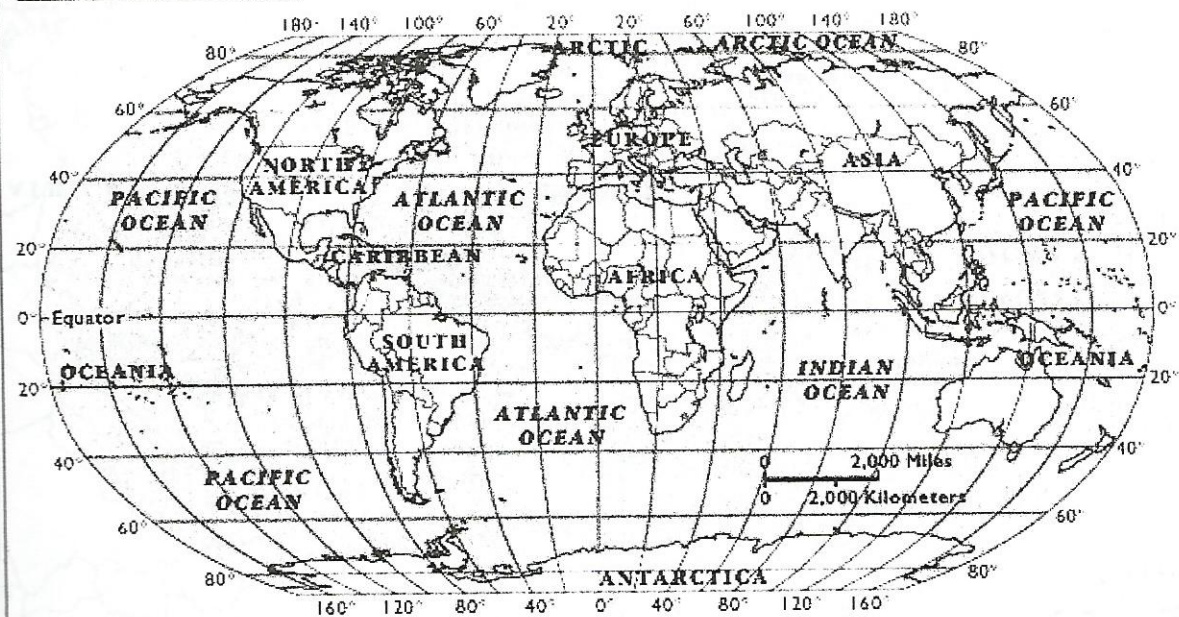 180° 140° 100° 60° 20° 20° 60° 100° 140° 180°
80° ARCTIC ARCTIC OCEAN 80°
60° 60°
EUROPE
NORTH AMERICA ASIA
40° 40°
PACIFIC OCEAN ATLANTIC OCEAN PACIFIC OCEAN
20° 20°
CARIBBEAN
AFRICA
0° Equator 0°
SOUTH AMERICA
OCEANIA INDIAN OCEAN OCEANIA
20° 20°
ATLANTIC OCEAN
40° 40°
0 2,000 Miles
0 2,000 Kilometers
PACIFIC OCEAN
60° 60°
80° ANTARCTICA 80°
160° 120° 80° 40° 0° 40° 80° 120° 160°